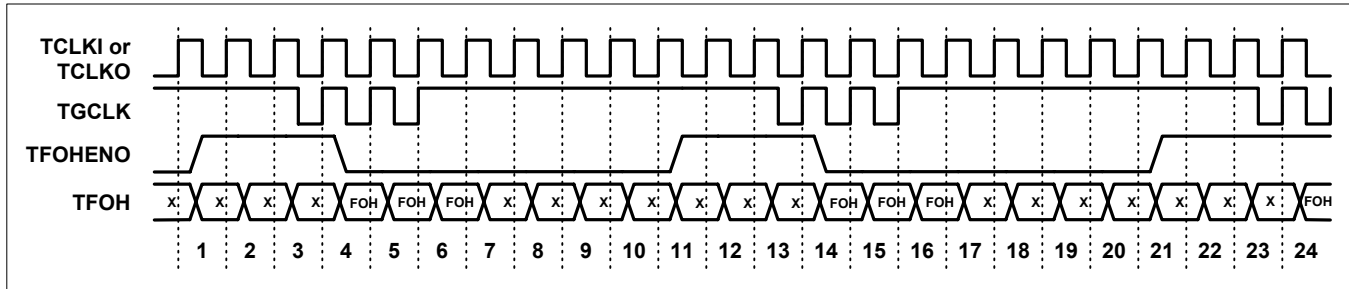 TCLKI or
TCLKO
TGCLK
TFOHENO
TFOH X X X X FOH FOH FOH X X X X X X X FOH FOH FOH X X X X X X X FOH
1 2 3 4 5 6 7 8 9 10 11 12 13 14 15 16 17 18 19 20 21 22 23 24